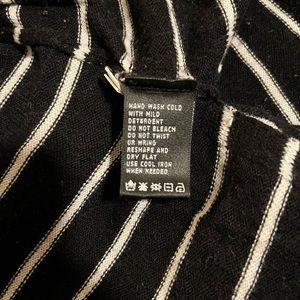 HAND WASH COLD
WITH MILD
DETERGENT
DO NOT BLEACH
DO NOT TWIST
OR WRING
RESHAPE AND
DRY FLAT
USE COOL IRON
WHEN NEEDED